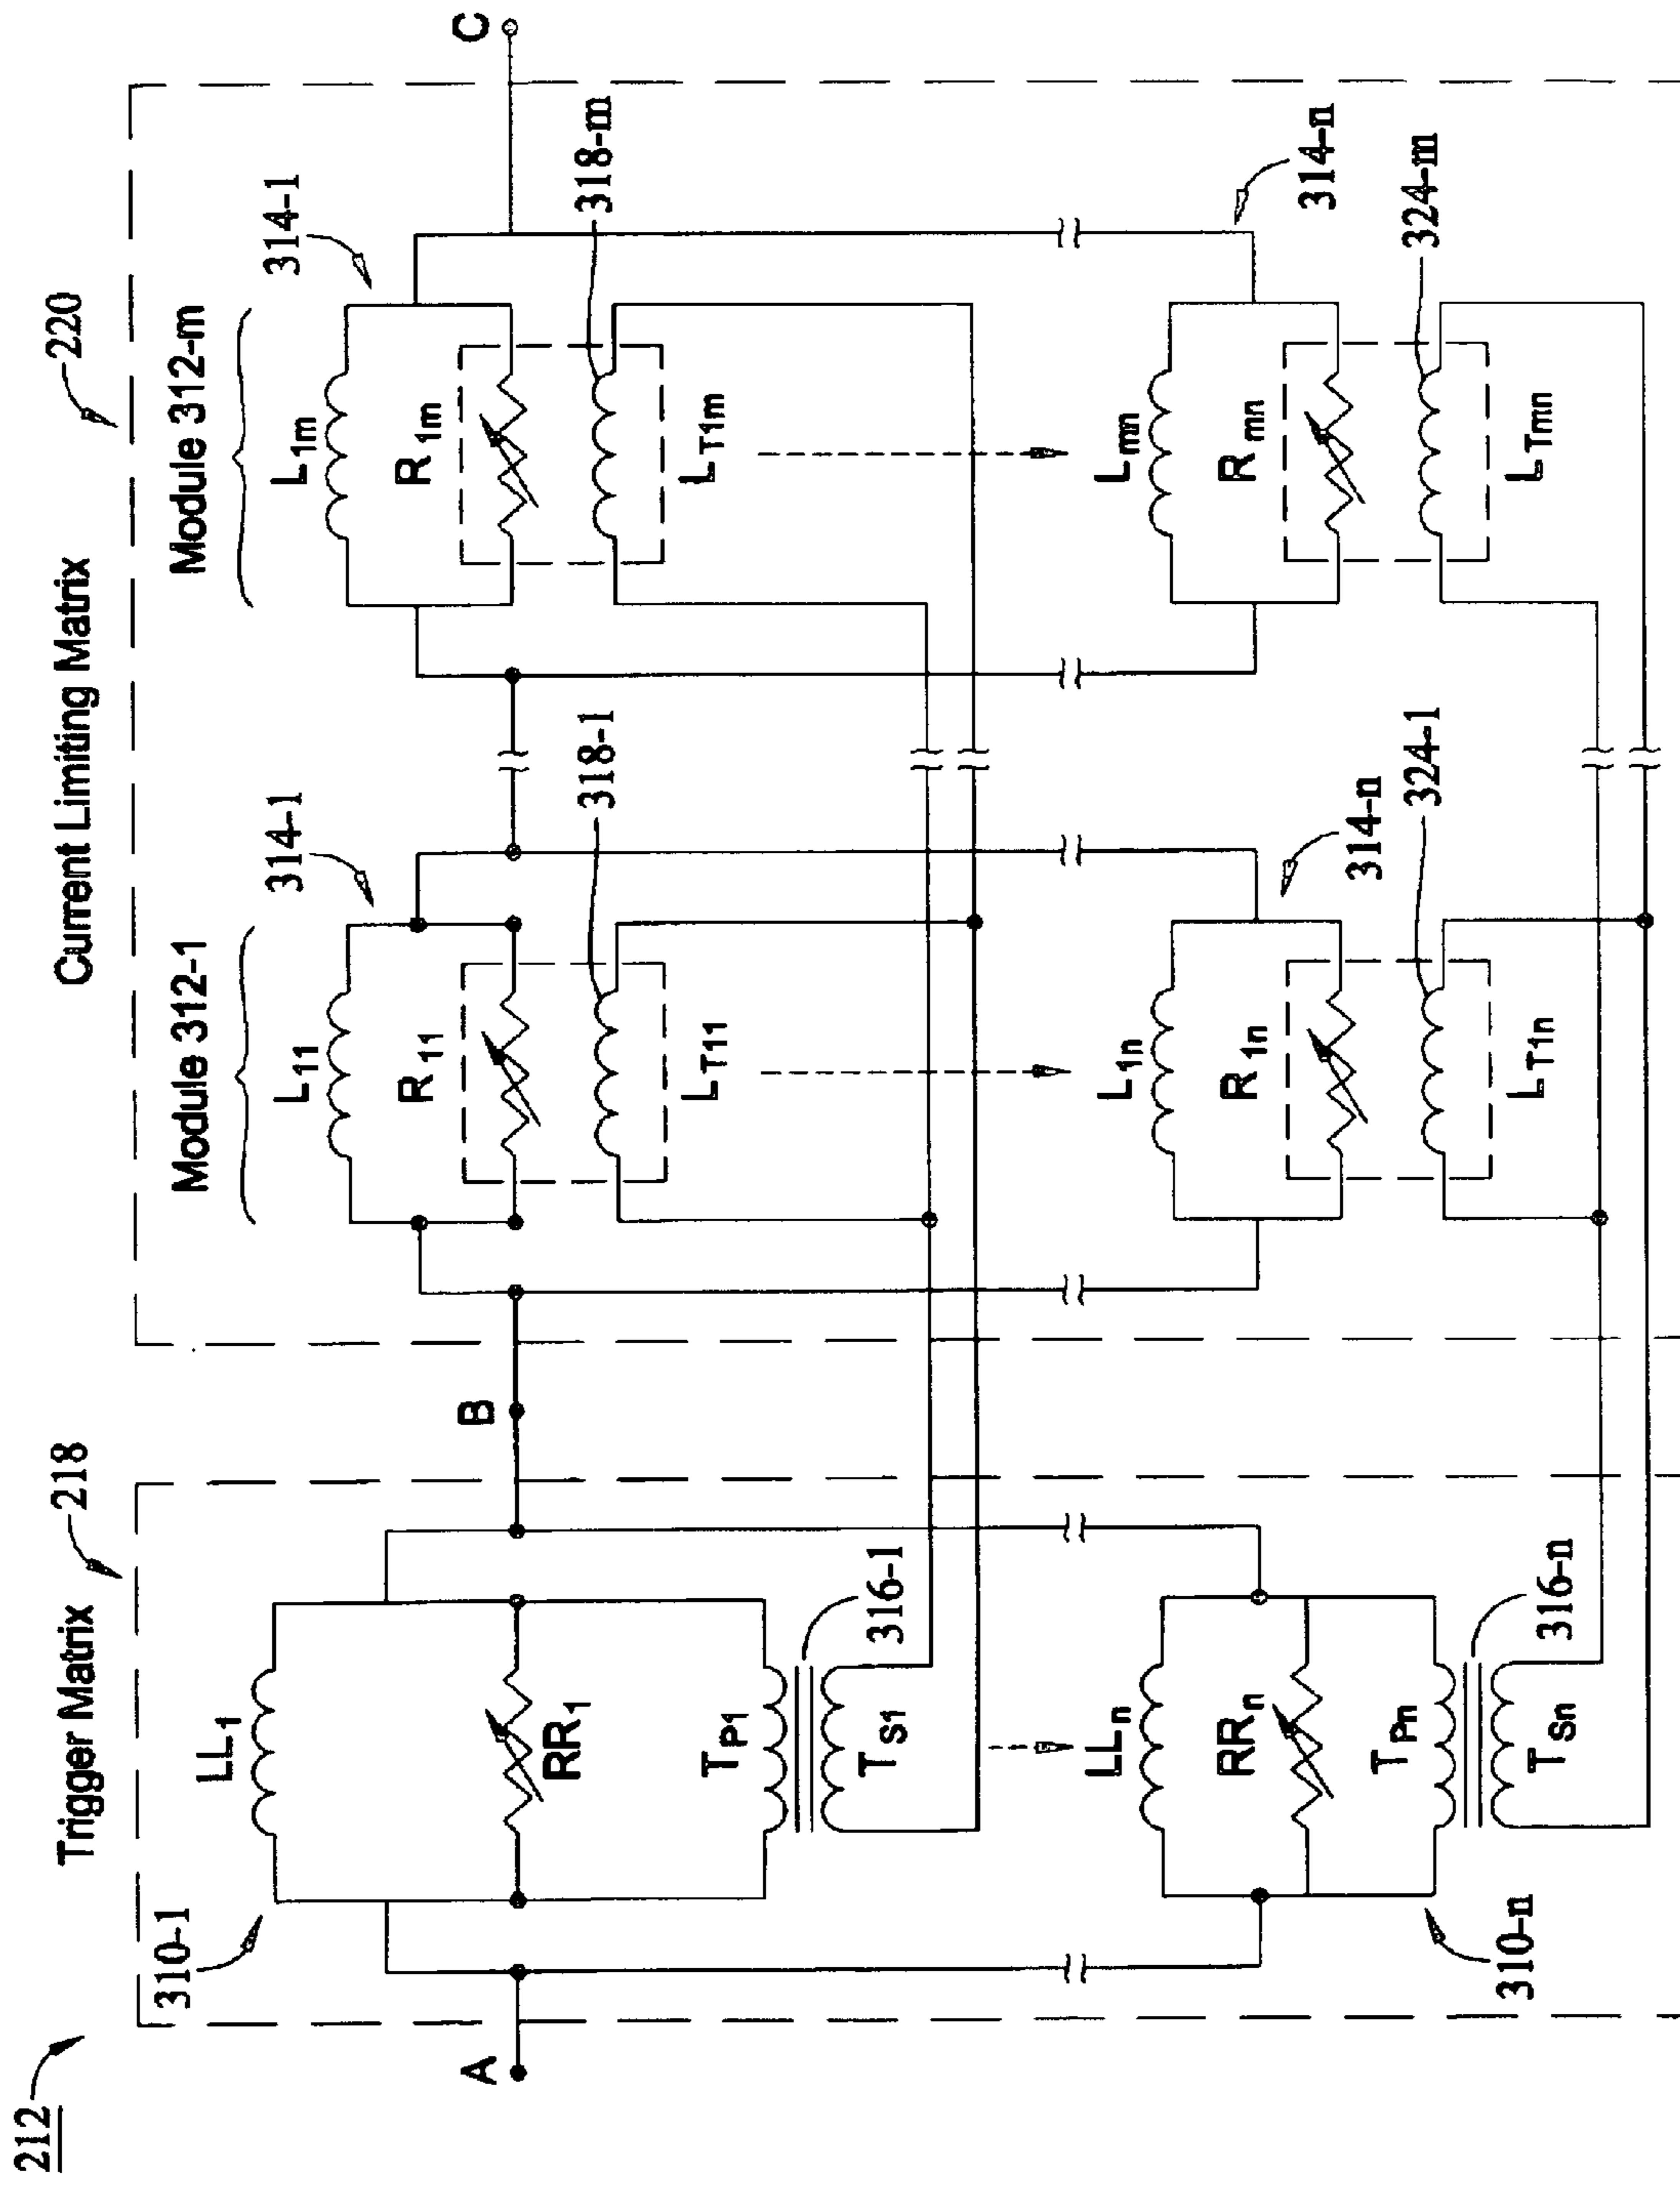 212
Trigger Matrix
218
Current Limiting Matrix
220
310-1
LL1
RR1
TP1
TS1
316-1
A
B
C
Module 312-1
314-1
L11
R11
318-1
LT11
Module 312-m
314-1
L1m
R1m
318-m
LT1m
310-n
LLn
RRn
TPn
TSn
316-n
314-n
L1n
R1n
324-1
LT1n
314-n
Lmn
Rmn
324-m
LTmn